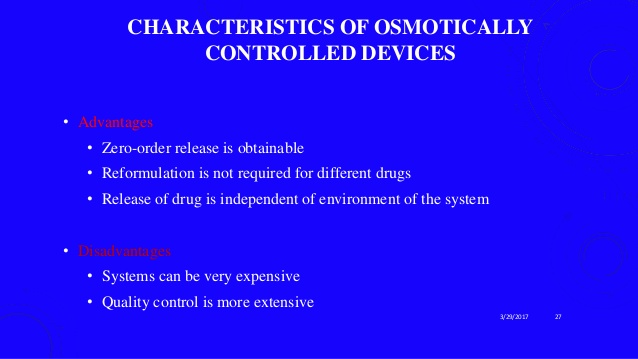 CHARACTERISTICS OF OSMOTICALLY
CONTROLLED DEVICES
• Advantages
• Zero-order release is obtainable
• Reformulation is not required for different drugs
• Release of drug is independent of environment of the system
• Disadvantages
• Systems can be very expensive
• Quality control is more extensive
3/29/2017 27